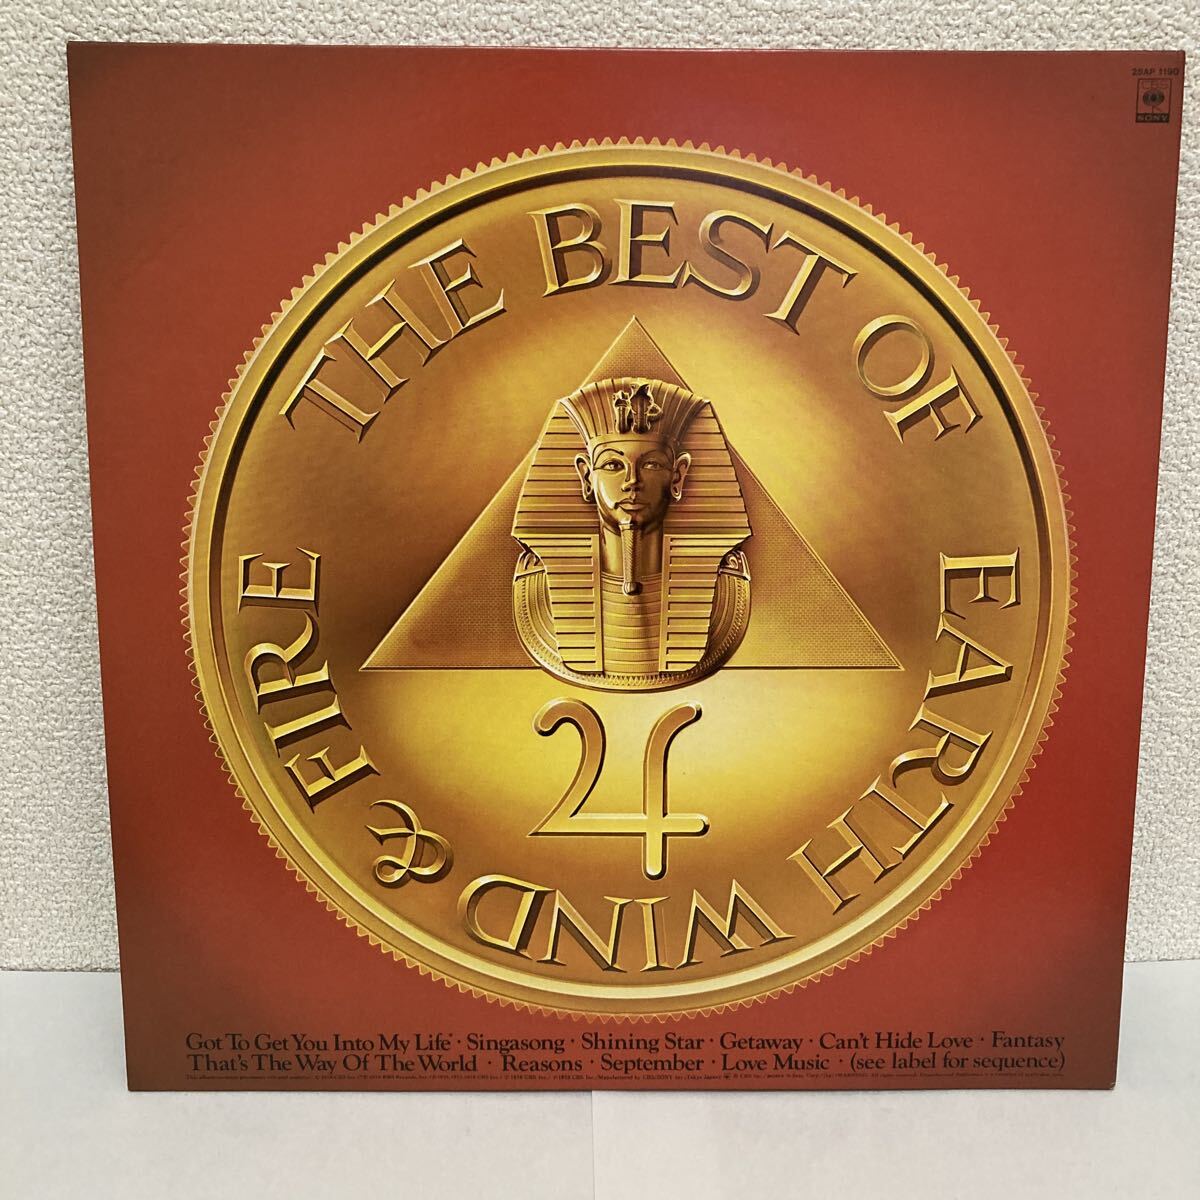 25AP 1190
CBS
SONY
THE BEST OF EARTH WIND & FIRE
Got To Get You Into My Life* · Singasong · Shining Star · Getaway · Can't Hide Love · Fantasy
That's The Way Of The World · Reasons · September · Love Music · (see label for sequence)